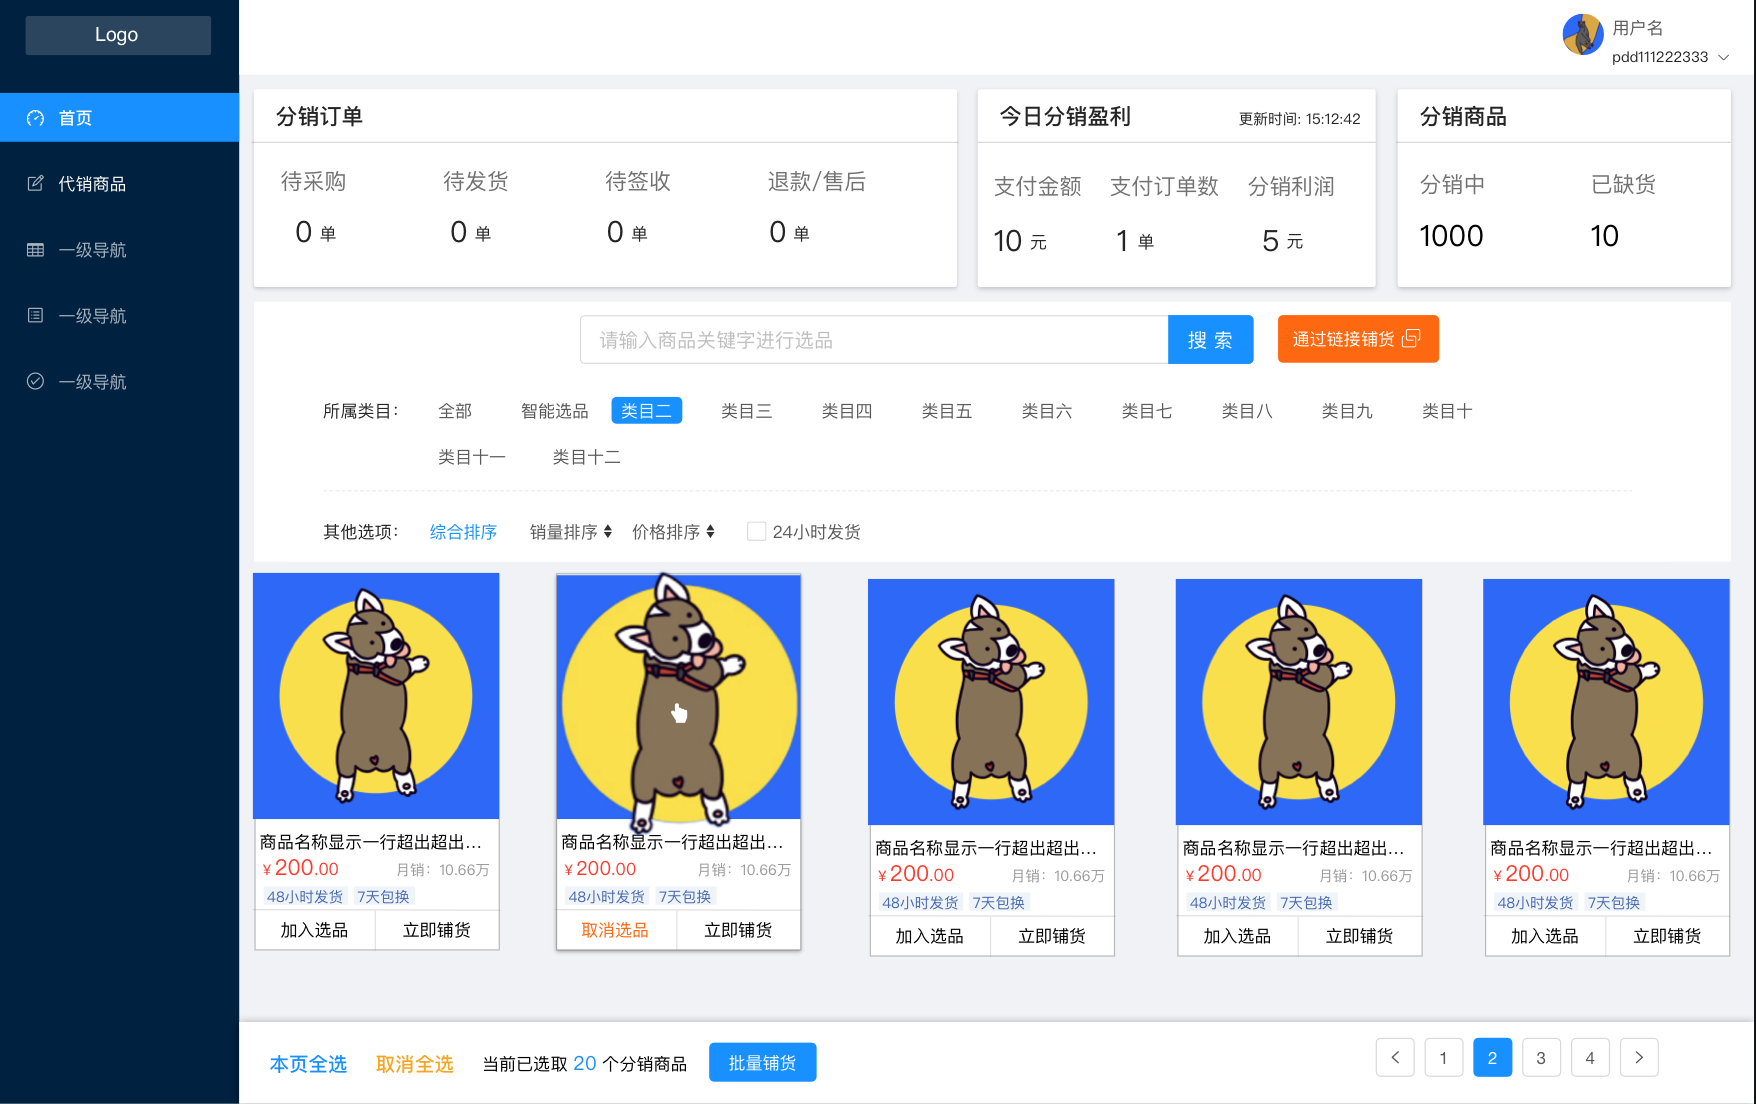 Logo
用户名
pdd111222333
首页
代销商品
一级导航
一级导航
一级导航
分销订单
待采购 待发货 待签收 退款/售后
0 单 0 单 0 单 0 单
今日分销盈利 更新时间: 15:12:42
支付金额 支付订单数 分销利润
10 元 1 单 5 元
分销商品
分销中 已缺货
1000 10
请输入商品关键字进行选品 搜 索 通过链接铺货
所属类目： 全部 智能选品 类目二 类目三 类目四 类目五 类目六 类目七 类目八 类目九 类目十
类目十一 类目十二
其他选项： 综合排序 销量排序 价格排序 24小时发货
商品名称显示一行超出超出...
¥200.00 月销：10.66万
48小时发货 7天包换
加入选品 立即铺货
商品名称显示一行超出超出...
¥200.00 月销：10.66万
48小时发货 7天包换
取消选品 立即铺货
商品名称显示一行超出超出...
¥200.00 月销：10.66万
48小时发货 7天包换
加入选品 立即铺货
商品名称显示一行超出超出...
¥200.00 月销：10.66万
48小时发货 7天包换
加入选品 立即铺货
商品名称显示一行超出超出...
¥200.00 月销：10.66万
48小时发货 7天包换
加入选品 立即铺货
本页全选 取消全选 当前已选取 20 个分销商品 批量铺货
< 1 2 3 4 >